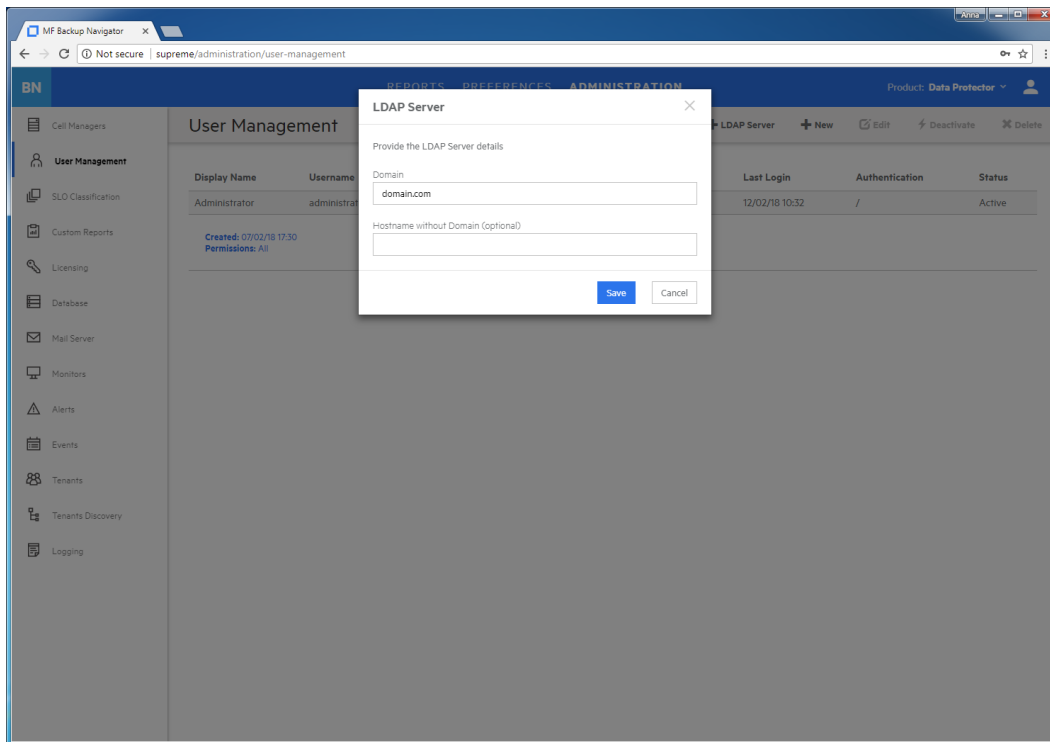 Anna
MF Backup Navigator
Not secure | supreme/administration/user-management
BN
REPORTS PREFERENCES ADMINISTRATION
Product: Data Protector
Cell Managers
User Management
SLO Classification
Custom Reports
Licensing
Database
Mail Server
Monitors
Alerts
Events
Tenants
Tenants Discovery
Logging
User Management
LDAP Server New Edit Deactivate Delete
Display Name Username Last Login Authentication Status
Administrator administrat 12/02/18 10:32 / Active
Created: 07/02/18 17:30
Permissions: All
LDAP Server
Provide the LDAP Server details
Domain
domain.com
Hostname without Domain (optional)
Save Cancel